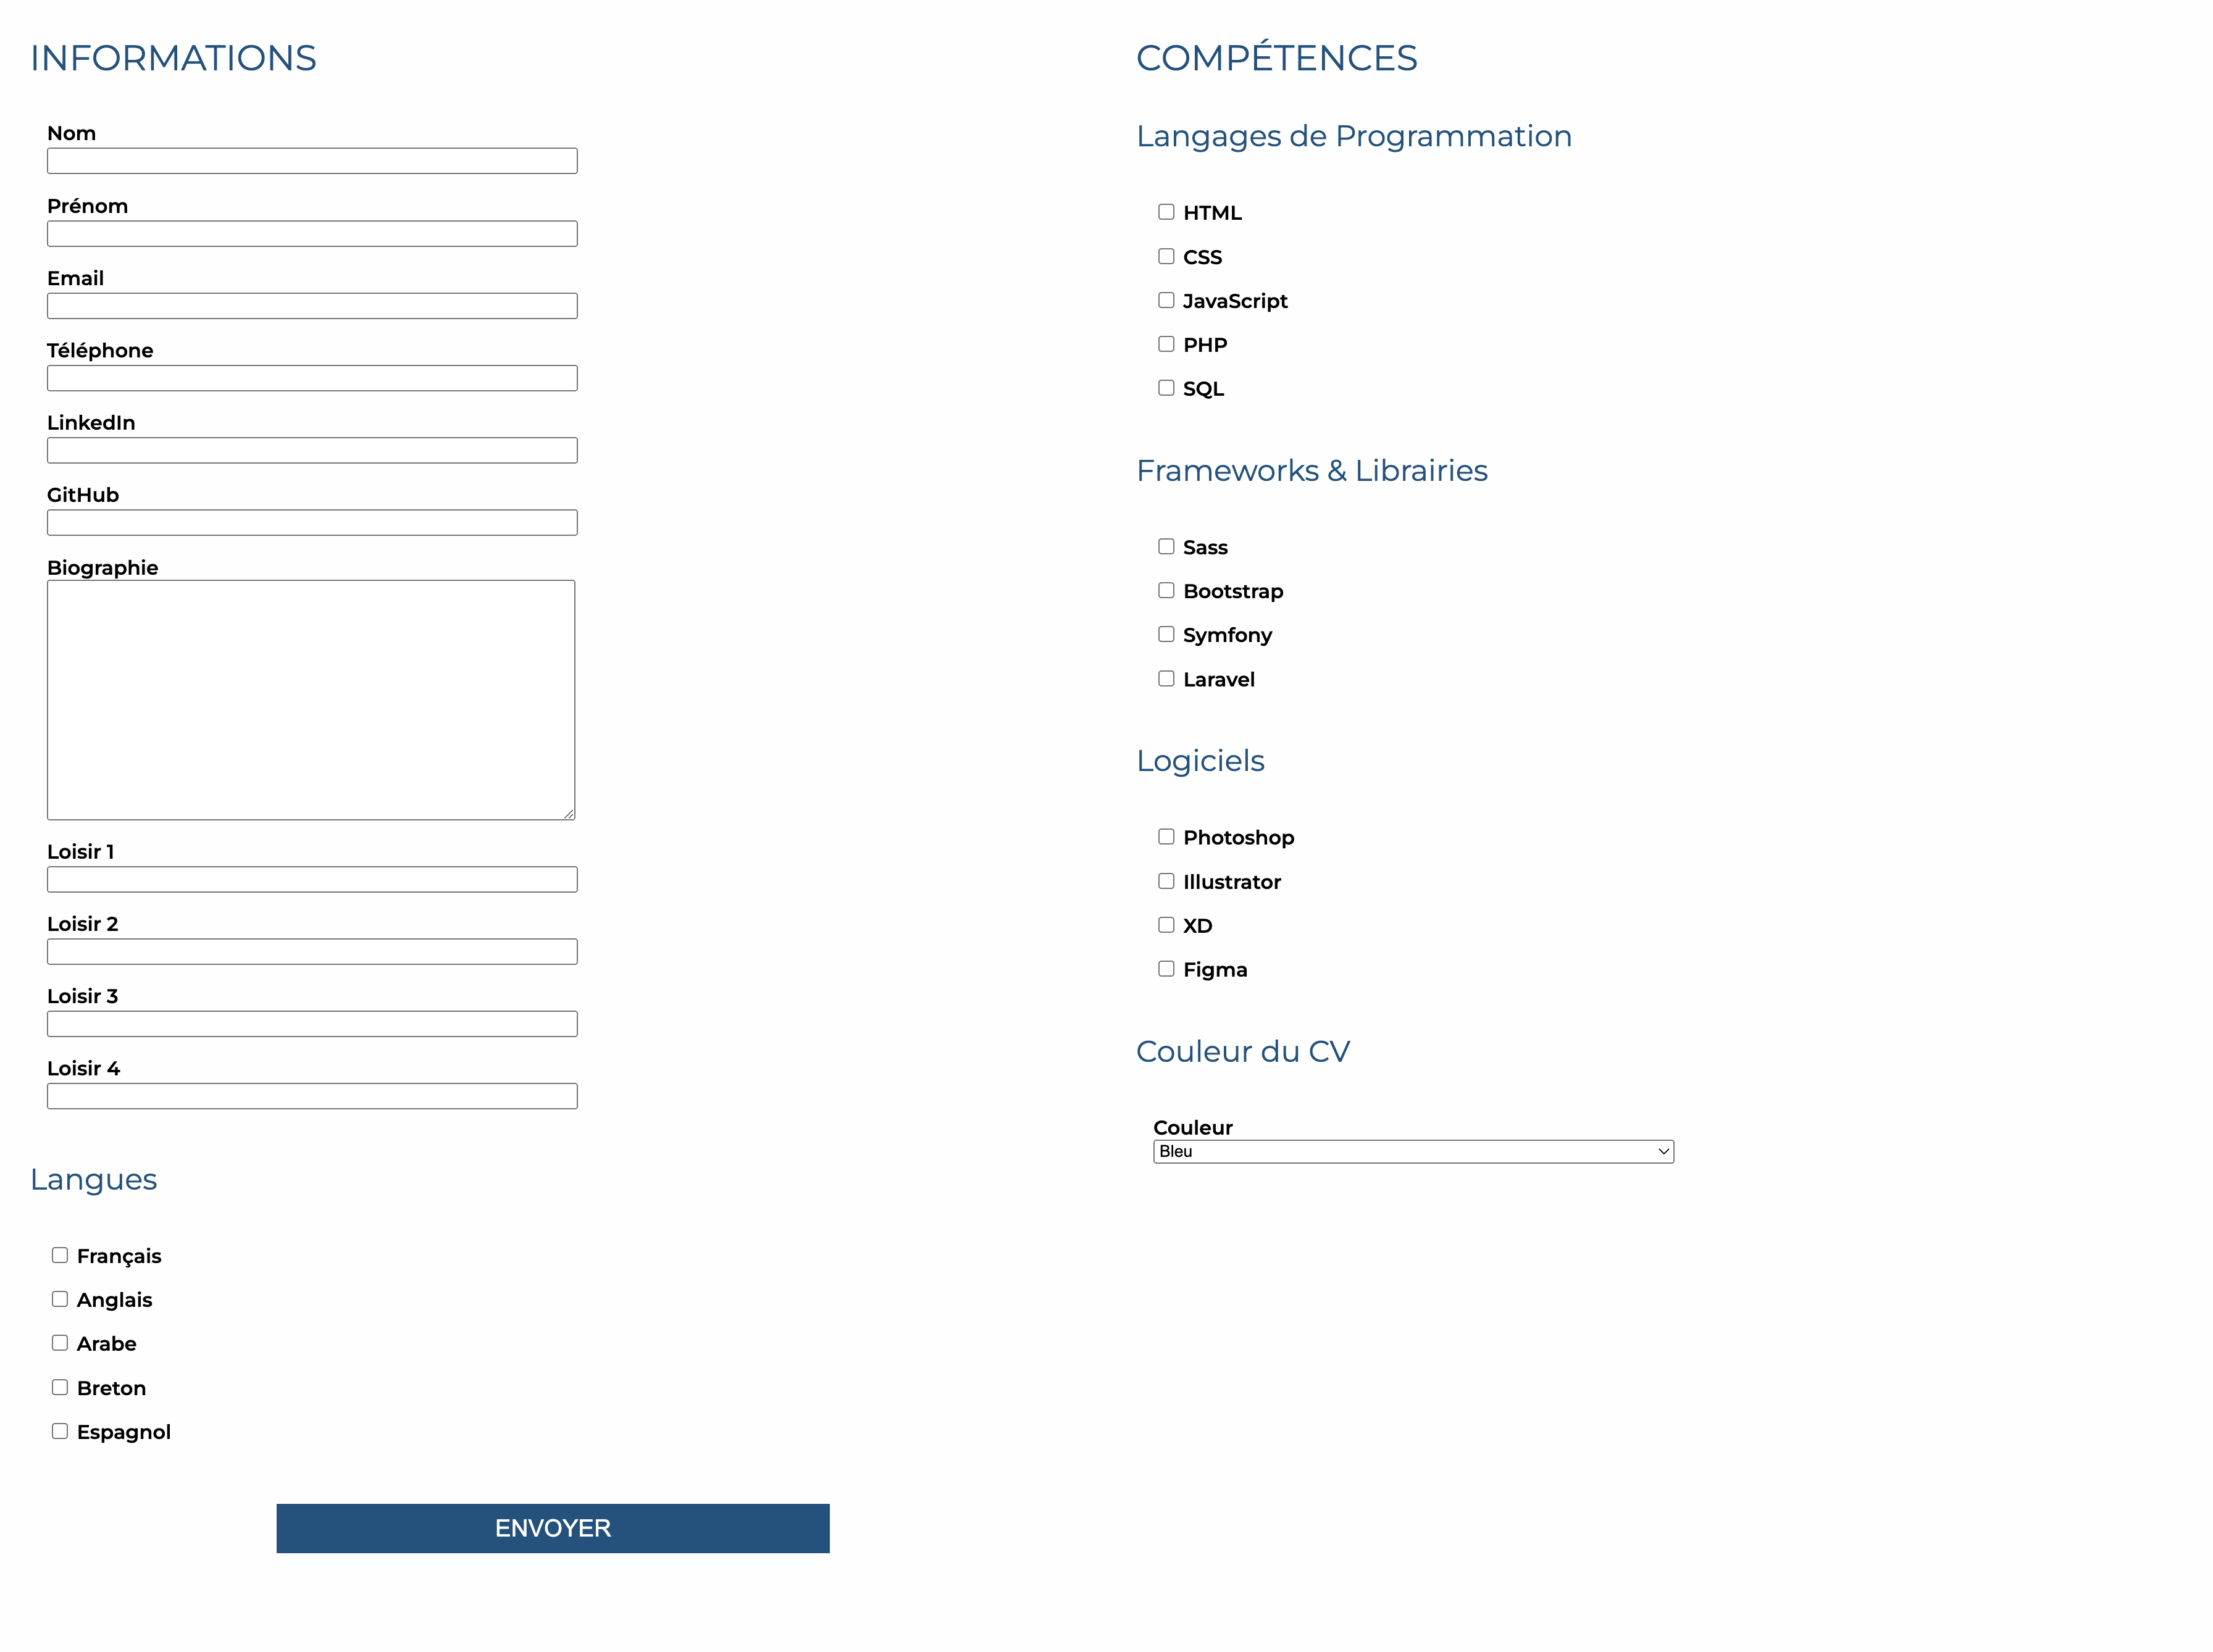 INFORMATIONS
Nom
Prénom
Email
Téléphone
LinkedIn
GitHub
Biographie
Loisir 1
Loisir 2
Loisir 3
Loisir 4
Langues
Français
Anglais
Arabe
Breton
Espagnol
ENVOYER
COMPÉTENCES
Langages de Programmation
HTML
CSS
JavaScript
PHP
SQL
Frameworks & Librairies
Sass
Bootstrap
Symfony
Laravel
Logiciels
Photoshop
Illustrator
XD
Figma
Couleur du CV
Couleur
Bleu